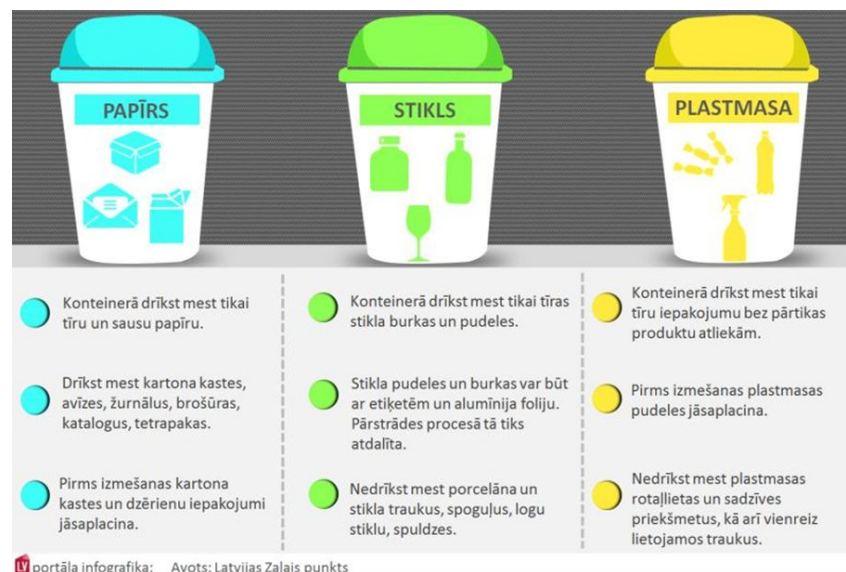 PAPĪRS
STIKLS
PLASTMASA
Konteinerā drīkst mest tikai
tīru un sausu papīru.
Drīkst mest kartona kastes,
avīzes, žurnālus, brošūras,
katalogus, tetrapakas.
Pirms izmešanas kartona
kastes un dzērienu iepakojumi
jāsaplacina.
Konteinerā drīkst mest tikai tīras
stikla burkas un pudeles.
Stikla pudeles un burkas var būt
ar etiķetēm un alumīnija foliju.
Pārstrādes procesā tā tiks
atdalīta.
Nedrīkst mest porcelāna un
stikla traukus, spoguļus, logu
stiklu, spuldzes.
Konteinerā drīkst mest tikai
tīru iepakojumu bez pārtikas
produktu atliekām.
Pirms izmešanas plastmasas
pudeles jāsaplacina.
Nedrīkst mest plastmasas
rotaļlietas un sadzīves
priekšmetus, kā arī vienreiz
lietojamos traukus.
LV portāla infografika; Avots: Latvijas Zaļais punkts